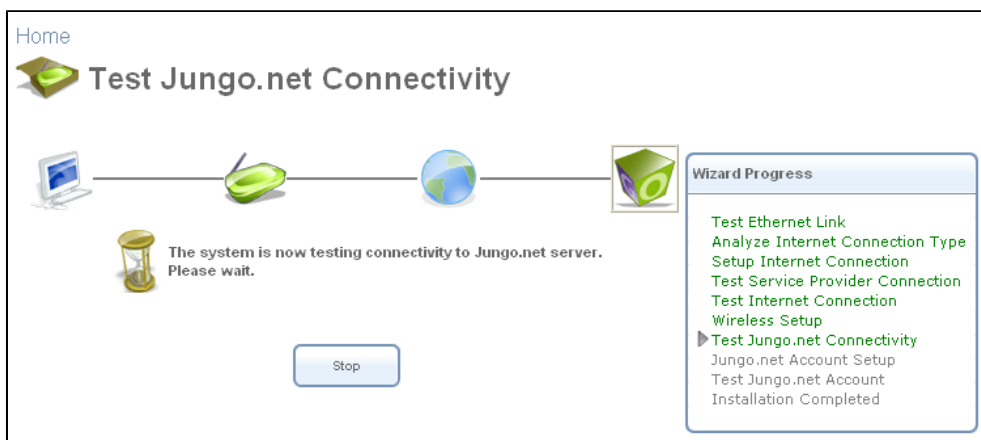 Home
Test Jungo.net Connectivity
The system is now testing connectivity to Jungo.net server.
Please wait.
Stop
Wizard Progress
Test Ethernet Link
Analyze Internet Connection Type
Setup Internet Connection
Test Service Provider Connection
Test Internet Connection
Wireless Setup
Test Jungo.net Connectivity
Jungo.net Account Setup
Test Jungo.net Account
Installation Completed